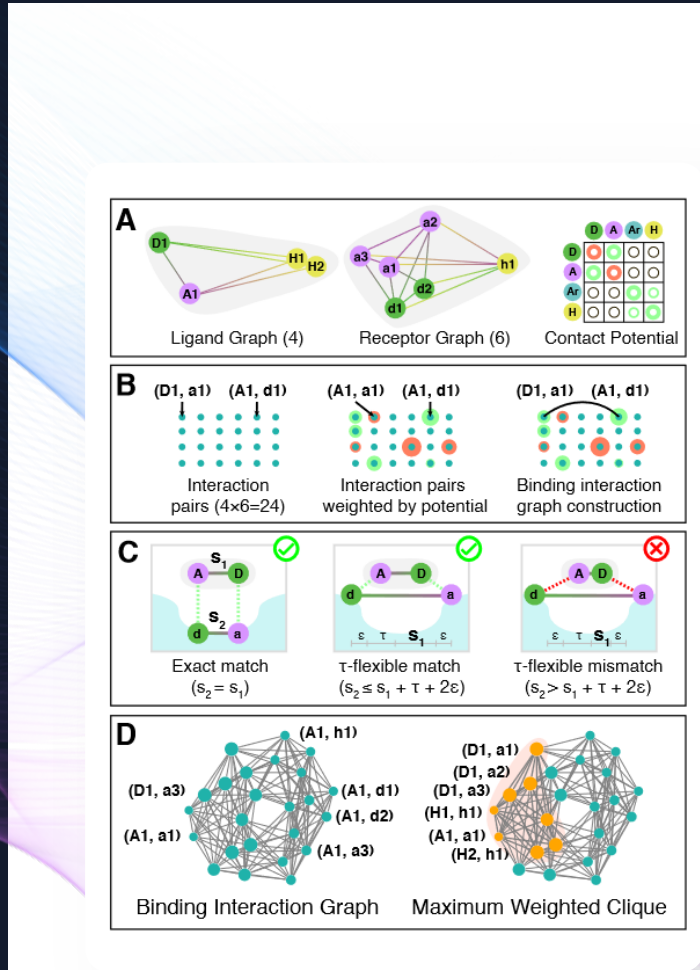 A
D1
A1
H1
H2
Ligand Graph (4)
a2
a3
a1
h1
d2
d1
Receptor Graph (6)
D A Ar H
D
A
Ar
H
Contact Potential
B
(D1, a1) (A1, d1)
Interaction
pairs (4×6=24)
(A1, a1) (A1, d1)
Interaction pairs
weighted by potential
(D1, a1) (A1, d1)
Binding interaction
graph construction
C
S1
A D
S2
d a
Exact match
(s2 = s1)
A D
d a
ε τ S1 ε
τ-flexible match
(s2 ≤ s1 + τ + 2ε)
A D
d a
ε τ S1 ε
τ-flexible mismatch
(s2 > s1 + τ + 2ε)
D
(A1, h1)
(D1, a3)
(A1, d1)
(A1, d2)
(A1, a1)
(A1, a3)
Binding Interaction Graph
(D1, a1)
(D1, a2)
(D1, a3)
(H1, h1)
(A1, a1)
(H2, h1)
Maximum Weighted Clique